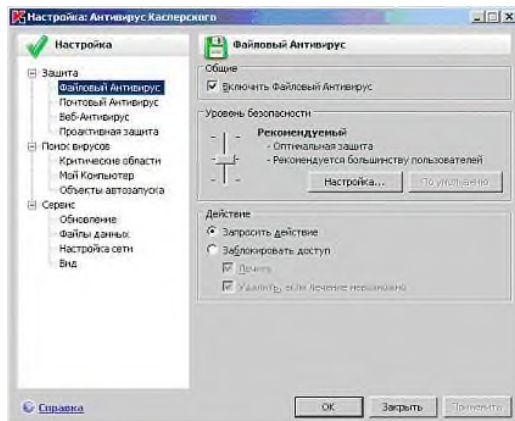 Настройка: Антивирус Касперского
Настройка
Защита
Файловый Антивирус
Почтовый Антивирус
Веб-Антивирус
Проактивная защита
Поиск вирусов
Критические области
Мой Компьютер
Объекты автозапуска
Сервис
Обновление
Файлы данных
Настройка сети
Вид
Справка
Файловый Антивирус
Общие
Включить Файловый Антивирус
Уровень безопасности
Рекомендуемый
- Оптимальная защита
- Рекомендуется большинству пользователей
Настройка...
По умолчанию
Действие
Запросить действие
Заблокировать доступ
Лечить
Удалить, если лечение невозможно
ОК
Закрыть
Применить